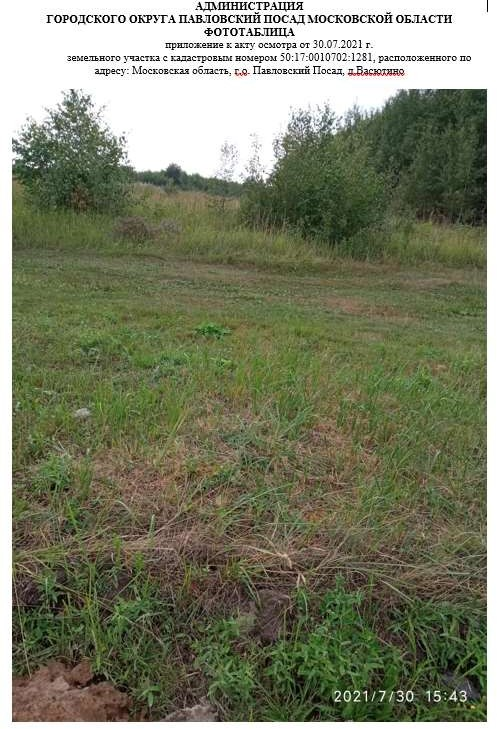 АДМИНИСТРАЦИЯ
ГОРОДСКОГО ОКРУГА ПАВЛОВСКИЙ ПОСАД МОСКОВСКОЙ ОБЛАСТИ
ФОТОТАБЛИЦА
приложение к акту осмотра от 30.07.2021 г.
земельного участка с кадастровым номером 50:17:0010702:1281, расположенного по
адресу: Московская область, г.о. Павловский Посад, д.Васютино
2021/7/30 15:43